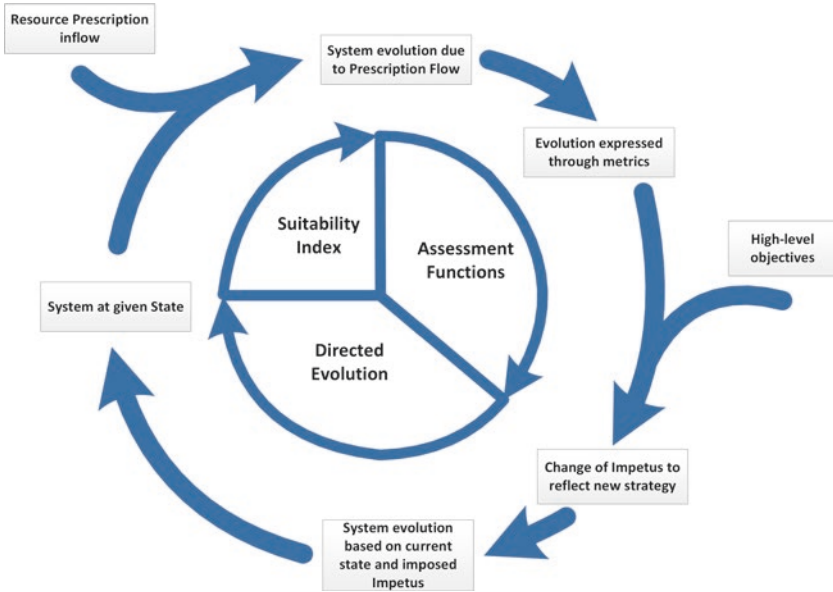 Resource Prescription
inflow
System evolution due
to Prescription Flow
Evolution expressed
through metrics
High-level
objectives
Change of Impetus to
reflect new strategy
System evolution
based on current
state and imposed
Impetus
System at given State
Suitability
Index
Assessment
Functions
Directed
Evolution